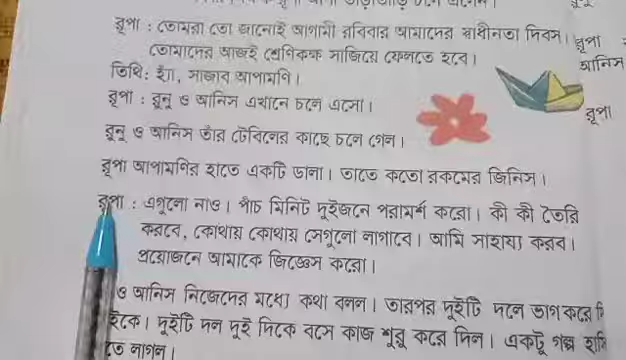 রূপা : তোমরা তো জানোই আগামী রবিবার আমাদের স্বাধীনতা দিবস।
তোমাদের আজই শ্রেণিকক্ষ সাজিয়ে ফেলতে হবে।
তিথি: হ্যাঁ, সাজাব আপামণি।
রূপা : রুনু ও আনিস এখানে চলে এসো।
রুনু ও আনিস তাঁর টেবিলের কাছে চলে গেল।
রূপা আপামণির হাতে একটি ডালা। তাতে কতো রকমের জিনিস।
রূপা : এগুলো নাও। পাঁচ মিনিট দুইজনে পরামর্শ করো। কী কী তৈরি
করবে, কোথায় কোথায় সেগুলো লাগাবে। আমি সাহায্য করব।
প্রয়োজনে আমাকে জিজ্ঞেস করো।
ও আনিস নিজেদের মধ্যে কথা বলল। তারপর দুইটি দলে ভাগ করে
দুইটি দল দুই দিকে বসে কাজ শুরু করে দিল। একটু গল্প
লাগল।
রূপা
আনিস
রূপা